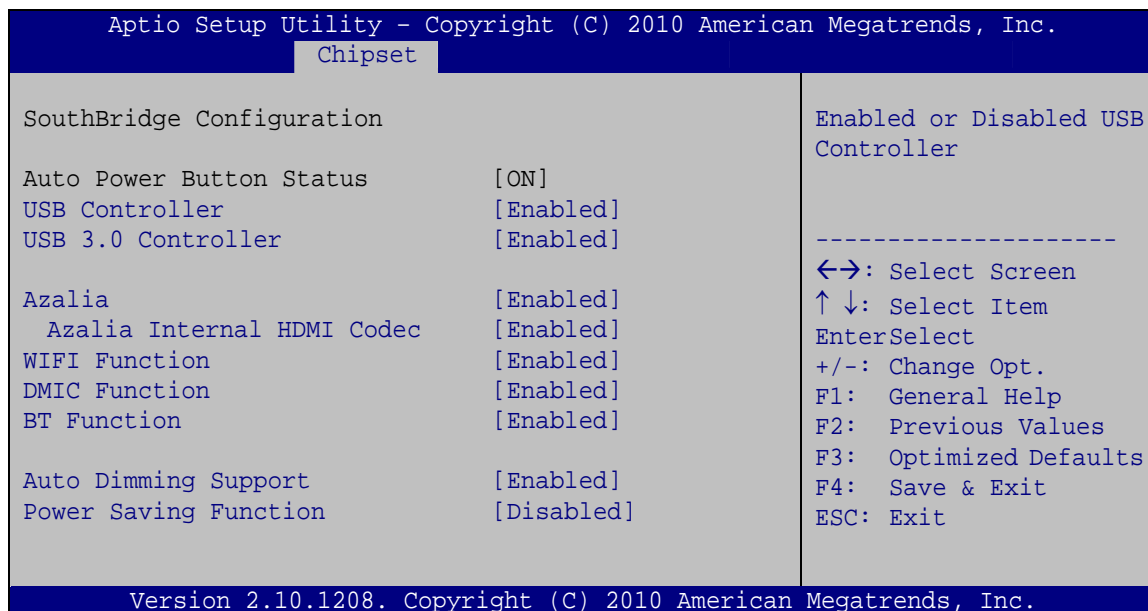 Aptio Setup Utility – Copyright (C) 2010 American Megatrends, Inc.
Chipset
SouthBridge Configuration
Auto Power Button Status [ON]
USB Controller [Enabled]
USB 3.0 Controller [Enabled]
Azalia [Enabled]
Azalia Internal HDMI Codec [Enabled]
WIFI Function [Enabled]
DMIC Function [Enabled]
BT Function [Enabled]
Auto Dimming Support [Enabled]
Power Saving Function [Disabled]
Enabled or Disabled USB
Controller
---------------------
←→: Select Screen
↑ ↓: Select Item
EnterSelect
+/-: Change Opt.
F1: General Help
F2: Previous Values
F3: Optimized Defaults
F4: Save & Exit
ESC: Exit
Version 2.10.1208. Copyright (C) 2010 American Megatrends, Inc.